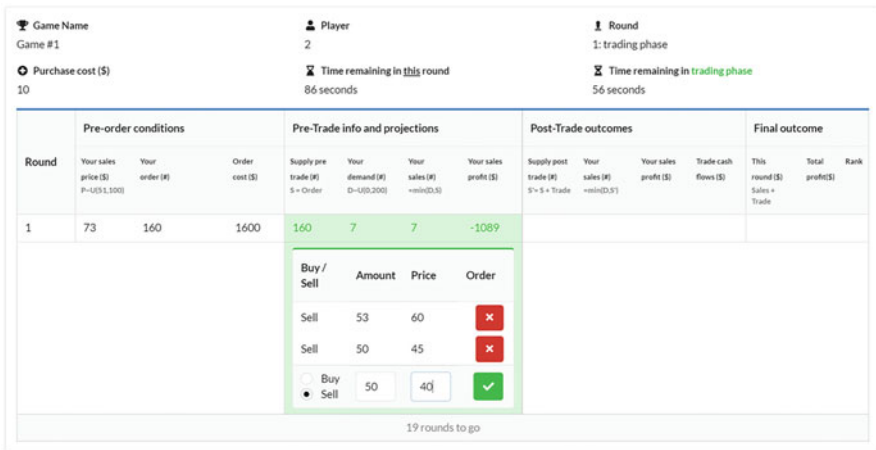 Game Name
Game #1
Player
2
Round
1: trading phase
Purchase cost ($)
10
Time remaining in this round
86 seconds
Time remaining in trading phase
56 seconds
Round
Pre-order conditions
Pre-Trade info and projections
Post-Trade outcomes
Final outcome
Your sales price ($) P~U($1,100)
Your order (#)
Order cost ($)
Supply pre trade (#) S = Order
Your demand (#) D~U(0,200)
Your sales (#) =min(D,S)
Your sales profit ($)
Supply post trade (#) S'= S + Trade
Your sales (#) =min(D,S')
Your sales profit ($)
Trade cash flows ($)
This round ($) Sales + Trade
Total profit($)
Rank
1 73 160 1600 160 7 7 -1089
Buy / Sell Amount Price Order
Sell 53 60
Sell 50 45
Buy
Sell 50 40
19 rounds to go